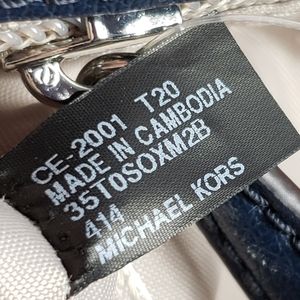 CE-2001 T20
MADE IN CAMBODIA
35T0SOXM2B
414
MICHAEL KORS